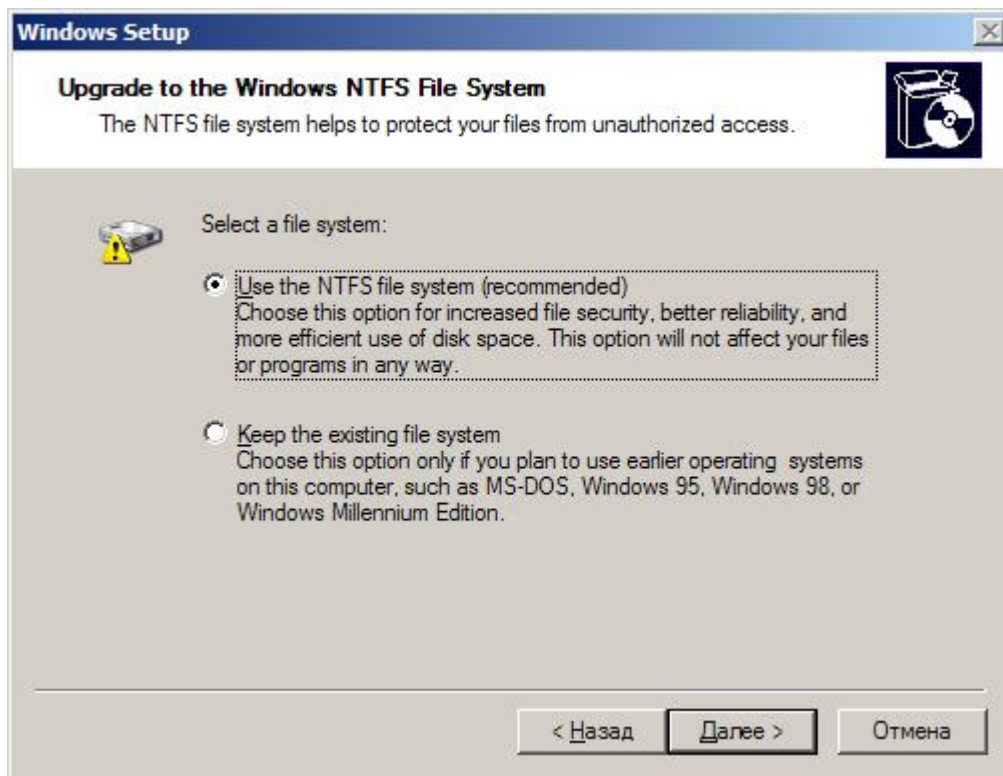 Windows Setup
Upgrade to the Windows NTFS File System
The NTFS file system helps to protect your files from unauthorized access.
Select a file system:
Use the NTFS file system (recommended)
Choose this option for increased file security, better reliability, and
more efficient use of disk space. This option will not affect your files
or programs in any way.
Keep the existing file system
Choose this option only if you plan to use earlier operating systems
on this computer, such as MS-DOS, Windows 95, Windows 98, or
Windows Millennium Edition.
< Назад Далее > Отмена